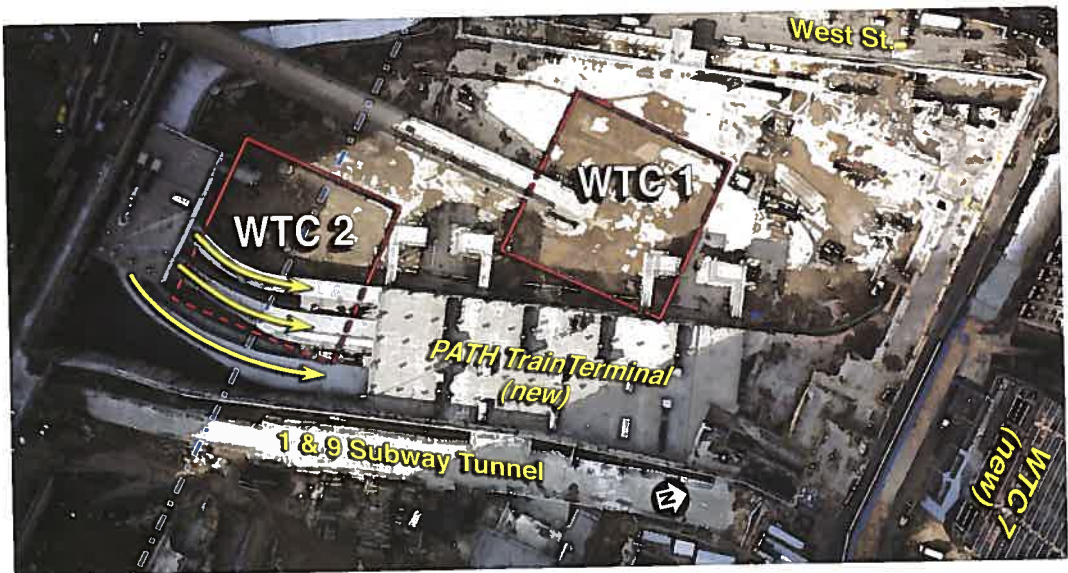 West St.
WTC 1
WTC 2
PATH Train Terminal
(new)
1 & 9 Subway Tunnel
N
WTC 7
(new)